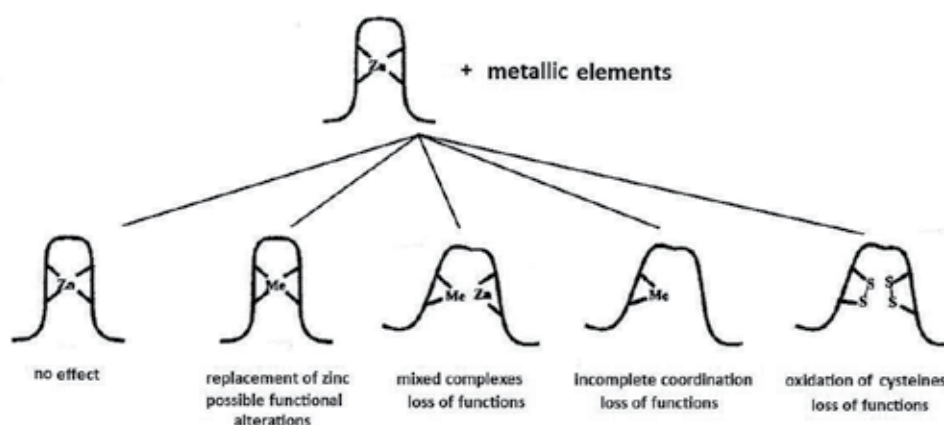 Zn
+ metallic elements
Zn
Me
Me Zn
Me
S S
S S
no effect
replacement of zinc
possible functional
alterations
mixed complexes
loss of functions
incomplete coordination
loss of functions
oxidation of cysteines
loss of functions